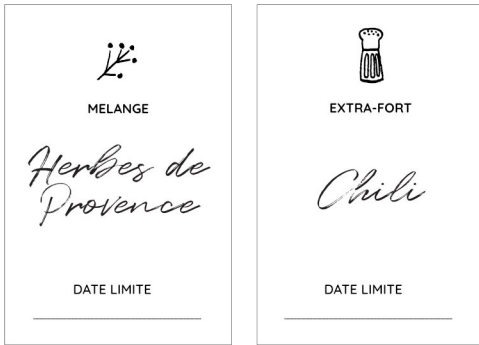 MELANGE
Herbes de
Provence
DATE LIMITE
EXTRA-FORT
Chili
DATE LIMITE